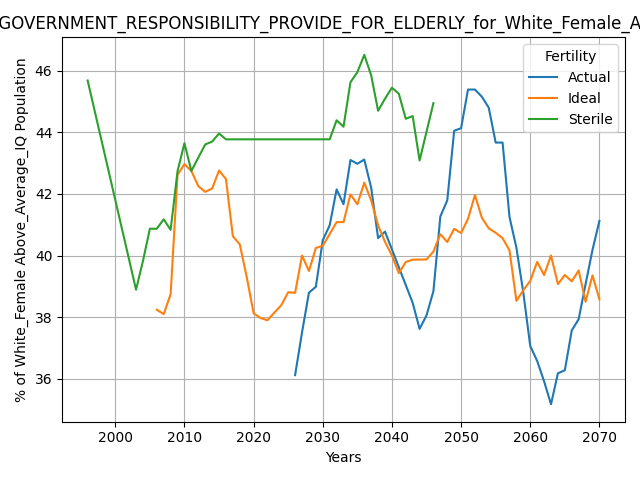 GOVERNMENT_RESPONSIBILITY_PROVIDE_FOR_ELDERLY_for_White_Female_A
% of White_Female Above_Average_IQ Population
46
44
42
40
38
36
Fertility
Actual
Ideal
Sterile
2000 2010 2020 2030 2040 2050 2060 2070
Years